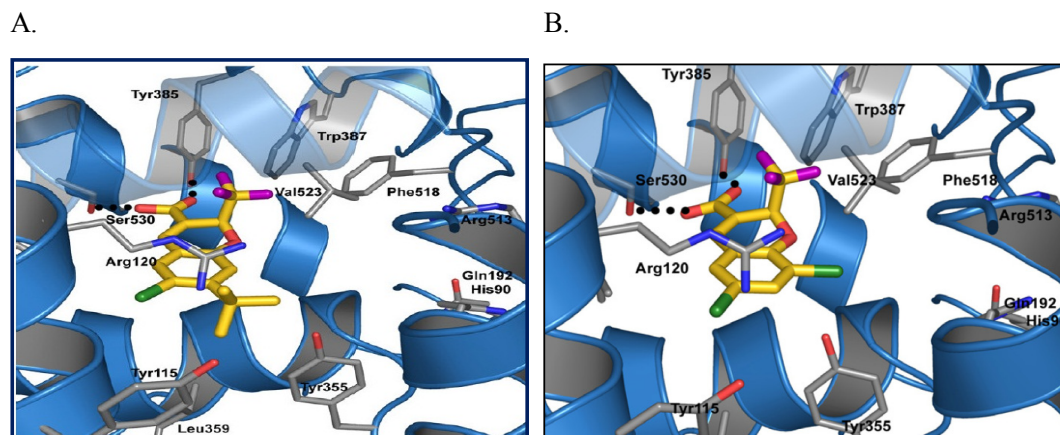 A.
B.
Tyr385
Trp387
Val523
Phe518
Ser530
Arg513
Arg120
Gln192
His90
Tyr115
Tyr355
Leu359
Tyr385
Trp387
Ser530
Val523
Phe518
Arg513
Arg120
Gln192
His9
Tyr115
Tyr355